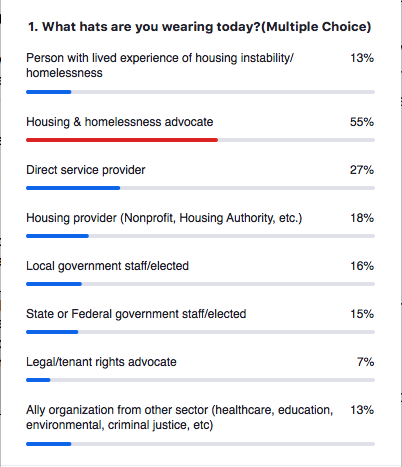 1. What hats are you wearing today?(Multiple Choice)
Person with lived experience of housing instability/ 13%
homelessness
Housing & homelessness advocate 55%
Direct service provider 27%
Housing provider (Nonprofit, Housing Authority, etc.) 18%
Local government staff/elected 16%
State or Federal government staff/elected 15%
Legal/tenant rights advocate 7%
Ally organization from other sector (healthcare, education, 13%
environmental, criminal justice, etc)